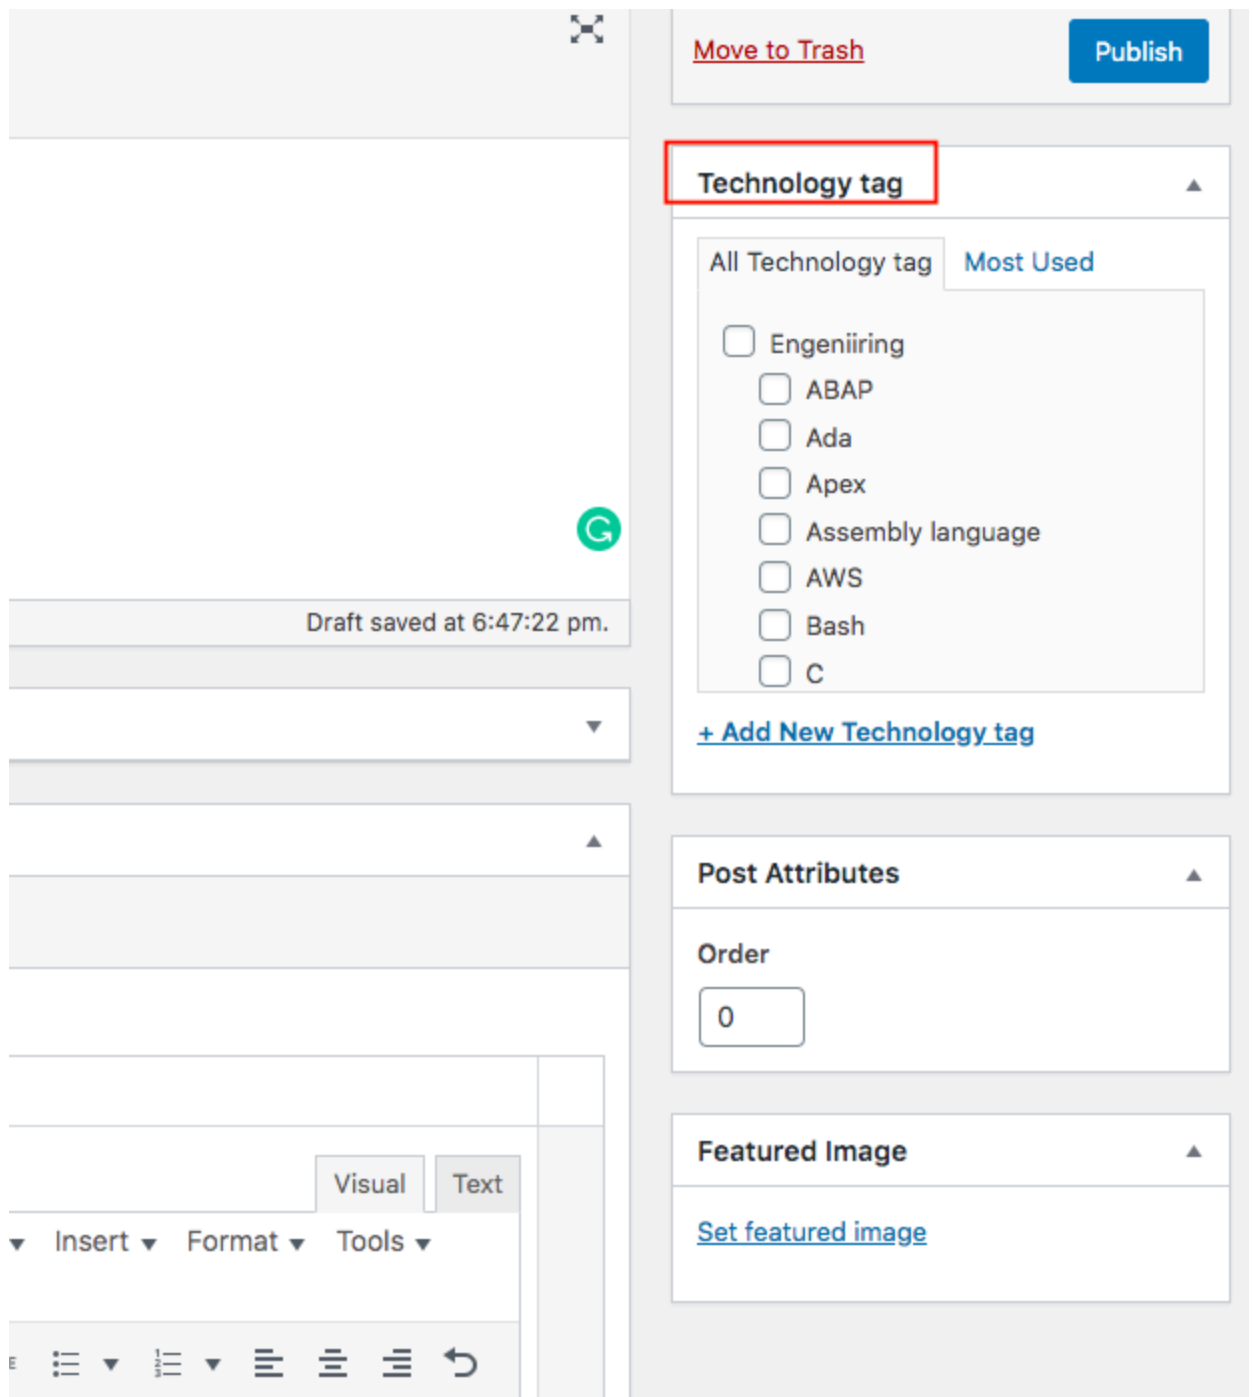 Move to Trash
Publish
Technology tag
All Technology tag
Most Used
Engeniiring
ABAP
Ada
Apex
Assembly language
AWS
Bash
C
+ Add New Technology tag
Draft saved at 6:47:22 pm.
Post Attributes
Order
0
Featured Image
Set featured image
Visual
Text
Insert
Format
Tools